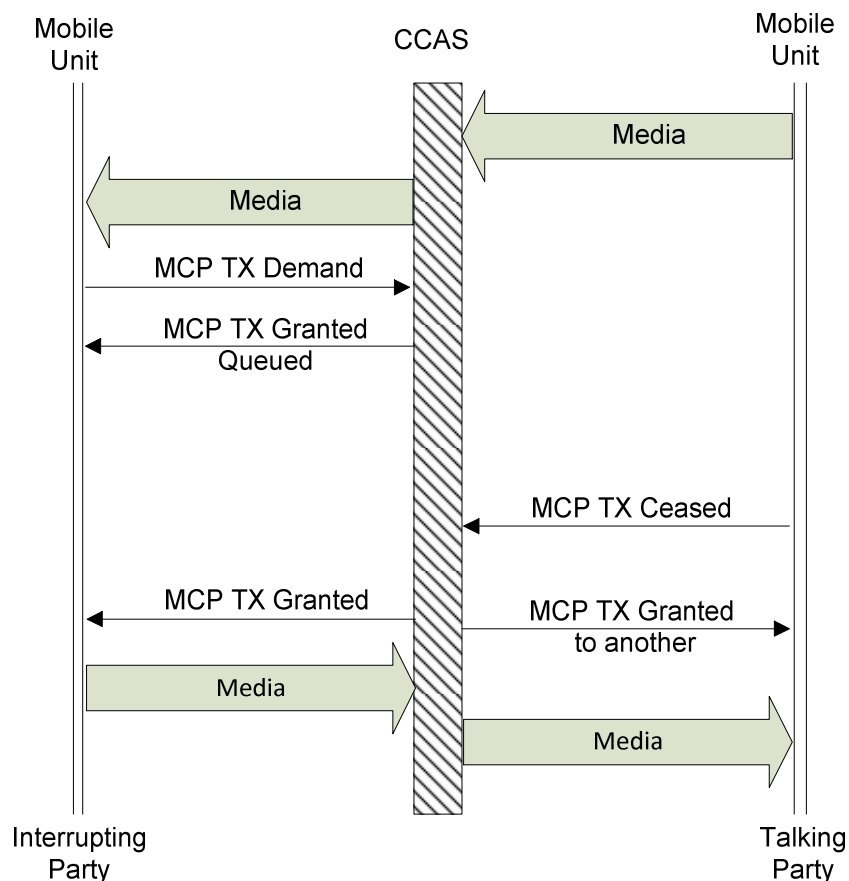 Mobile
Unit
CCAS
Mobile
Unit
Media
Media
MCP TX Demand
MCP TX Granted
Queued
MCP TX Ceased
MCP TX Granted
MCP TX Granted
to another
Media
Media
Interrupting
Party
Talking
Party